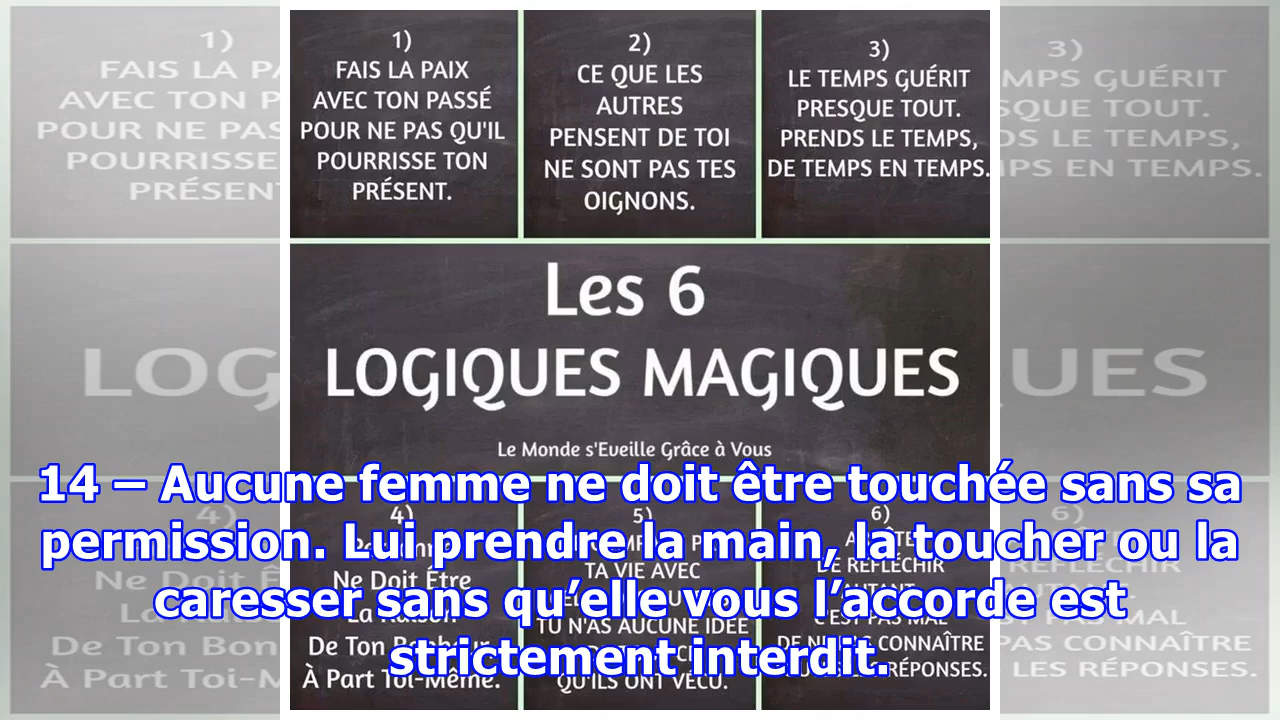 1)
FAIS LA PAIX
AVEC TON PASSÉ
POUR NE PAS QU'IL
POURRISSE TON
PRÉSENT.
2)
CE QUE LES
AUTRES
PENSENT DE TOI
NE SONT PAS TES
OIGNONS.
3)
LE TEMPS GUÉRIT
PRESQUE TOUT.
PRENDS LE TEMPS,
DE TEMPS EN TEMPS.
Les 6
LOGIQUES MAGIQUES
Le Monde s'Eveille Grâce à Vous
4)
Ne Doit Être
De Ton Bonheur
À Part Toi-Même.
5)
TA VIE AVEC
TU N'AS AUCUNE IDÉE
QU'ILS ONT VÉCU.
6)
DE RÉFLÉCHIR
C'EST PAS MAL
CONNAÎTRE
RÉPONSES.
14 – Aucune femme ne doit être touchée sans sa
permission. Lui prendre la main, la toucher ou la
caresser sans qu’elle vous l’accorde est
strictement interdit.